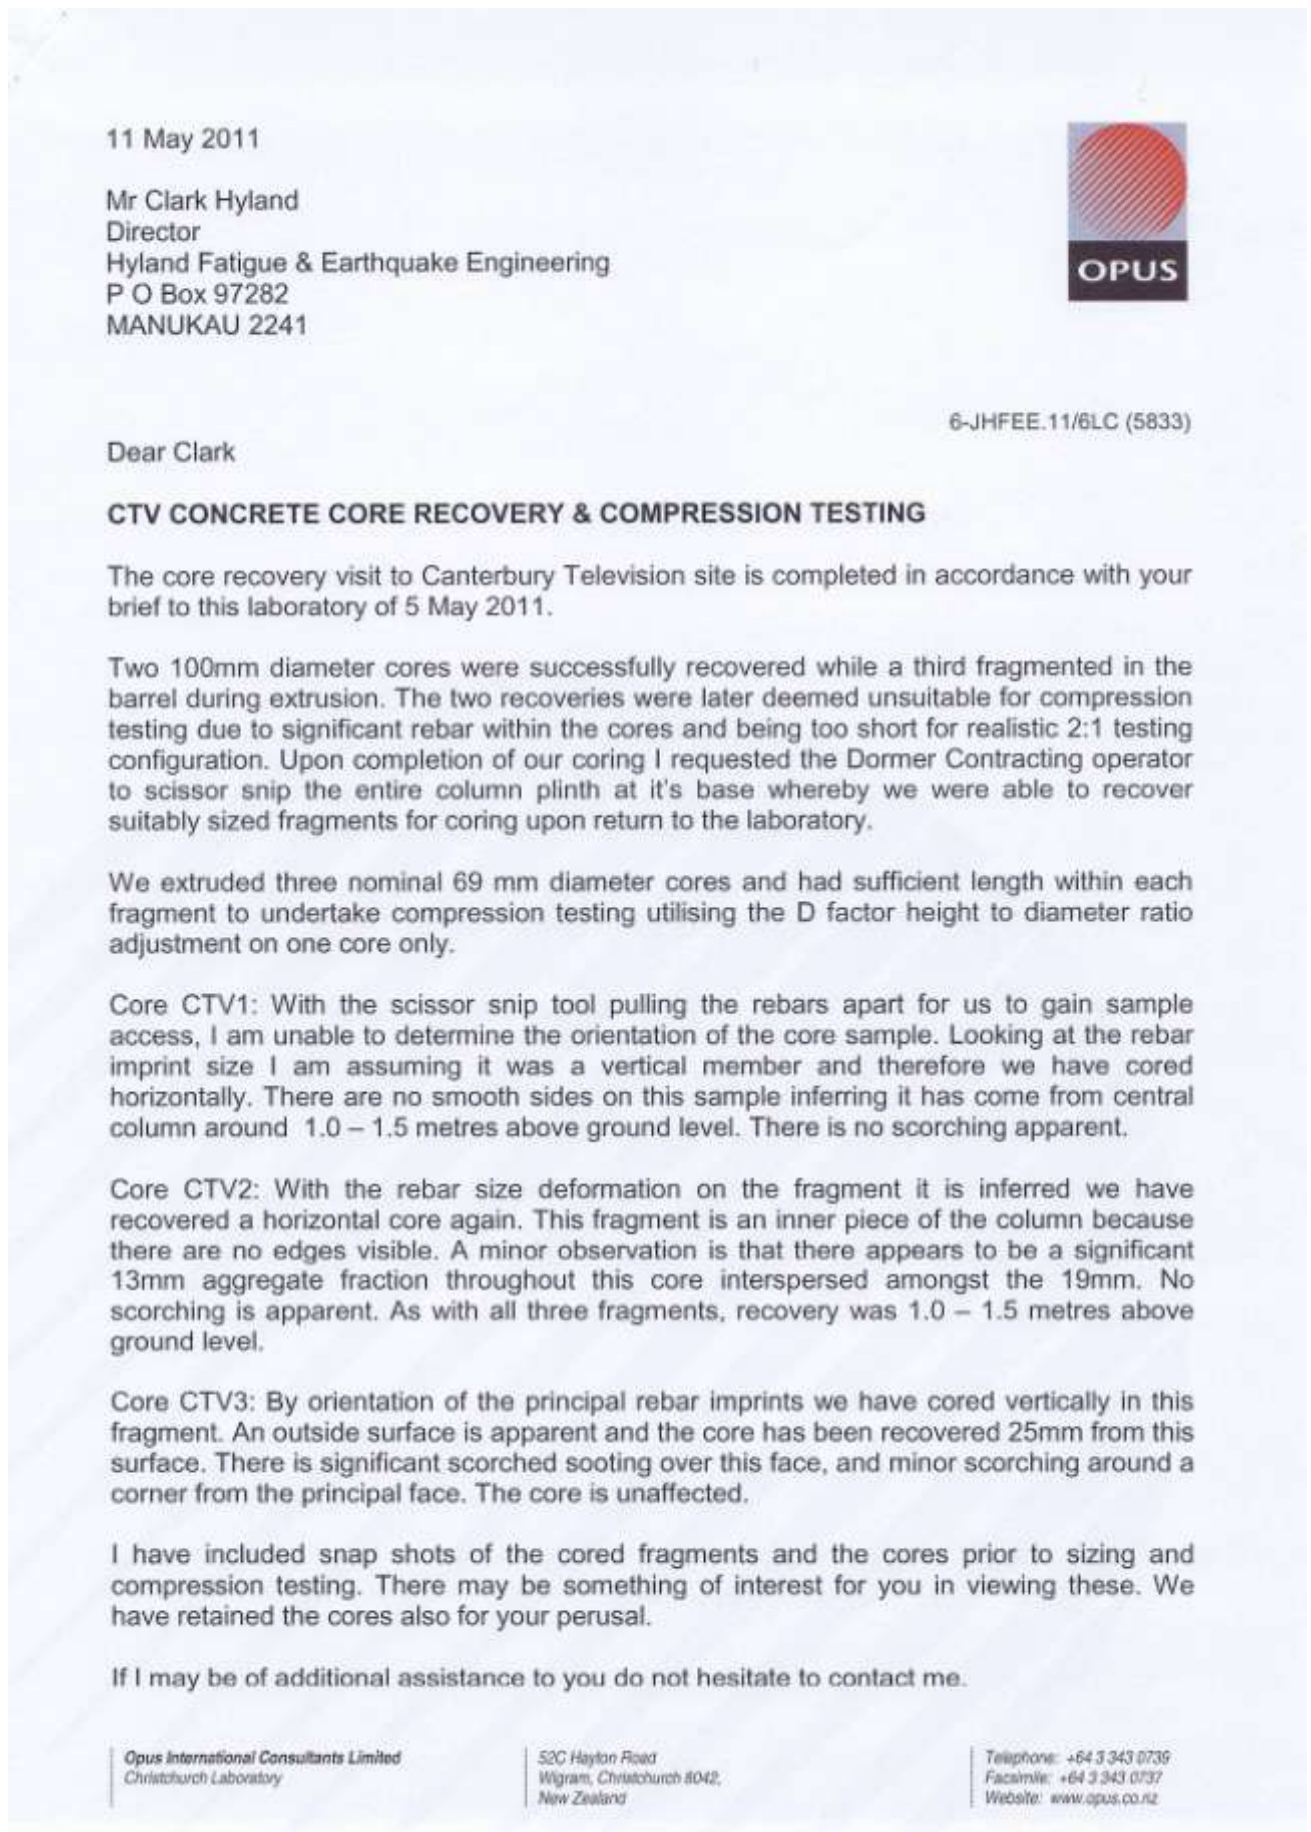 11 May 2011
Mr Clark Hyland
Director
Hyland Fatigue & Earthquake Engineering
P O Box 97282
MANUKAU 2241
OPUS
6-JHFEE.11/6LC (5833)
Dear Clark
CTV CONCRETE CORE RECOVERY & COMPRESSION TESTING
The core recovery visit to Canterbury Television site is completed in accordance with your
brief to this laboratory of 5 May 2011.
Two 100mm diameter cores were successfully recovered while a third fragmented in the
barrel during extrusion. The two recoveries were later deemed unsuitable for compression
testing due to significant rebar within the cores and being too short for realistic 2:1 testing
configuration. Upon completion of our coring I requested the Dormer Contracting operator
to scissor snip the entire column plinth at it's base whereby we were able to recover
suitably sized fragments for coring upon return to the laboratory.
We extruded three nominal 69 mm diameter cores and had sufficient length within each
fragment to undertake compression testing utilising the D factor height to diameter ratio
adjustment on one core only.
Core CTV1: With the scissor snip tool pulling the rebars apart for us to gain sample
access, I am unable to determine the orientation of the core sample. Looking at the rebar
imprint size I am assuming it was a vertical member and therefore we have cored
horizontally. There are no smooth sides on this sample inferring it has come from central
column around 1.0 – 1.5 metres above ground level. There is no scorching apparent.
Core CTV2: With the rebar size deformation on the fragment it is inferred we have
recovered a horizontal core again. This fragment is an inner piece of the column because
there are no edges visible. A minor observation is that there appears to be a significant
13mm aggregate fraction throughout this core interspersed amongst the 19mm. No
scorching is apparent. As with all three fragments, recovery was 1.0 – 1.5 metres above
ground level.
Core CTV3: By orientation of the principal rebar imprints we have cored vertically in this
fragment. An outside surface is apparent and the core has been recovered 25mm from this
surface. There is significant scorched sooting over this face, and minor scorching around a
corner from the principal face. The core is unaffected.
I have included snap shots of the cored fragments and the cores prior to sizing and
compression testing. There may be something of interest for you in viewing these. We
have retained the cores also for your perusal.
If I may be of additional assistance to you do not hesitate to contact me.
Opus International Consultants Limited
Christchurch Laboratory
52C Hayton Road
Wigram, Christchurch 8042,
New Zealand
Telephone: +64 3 343 0739
Facsimile: +64 3 343 0737
Website: www.opus.co.nz